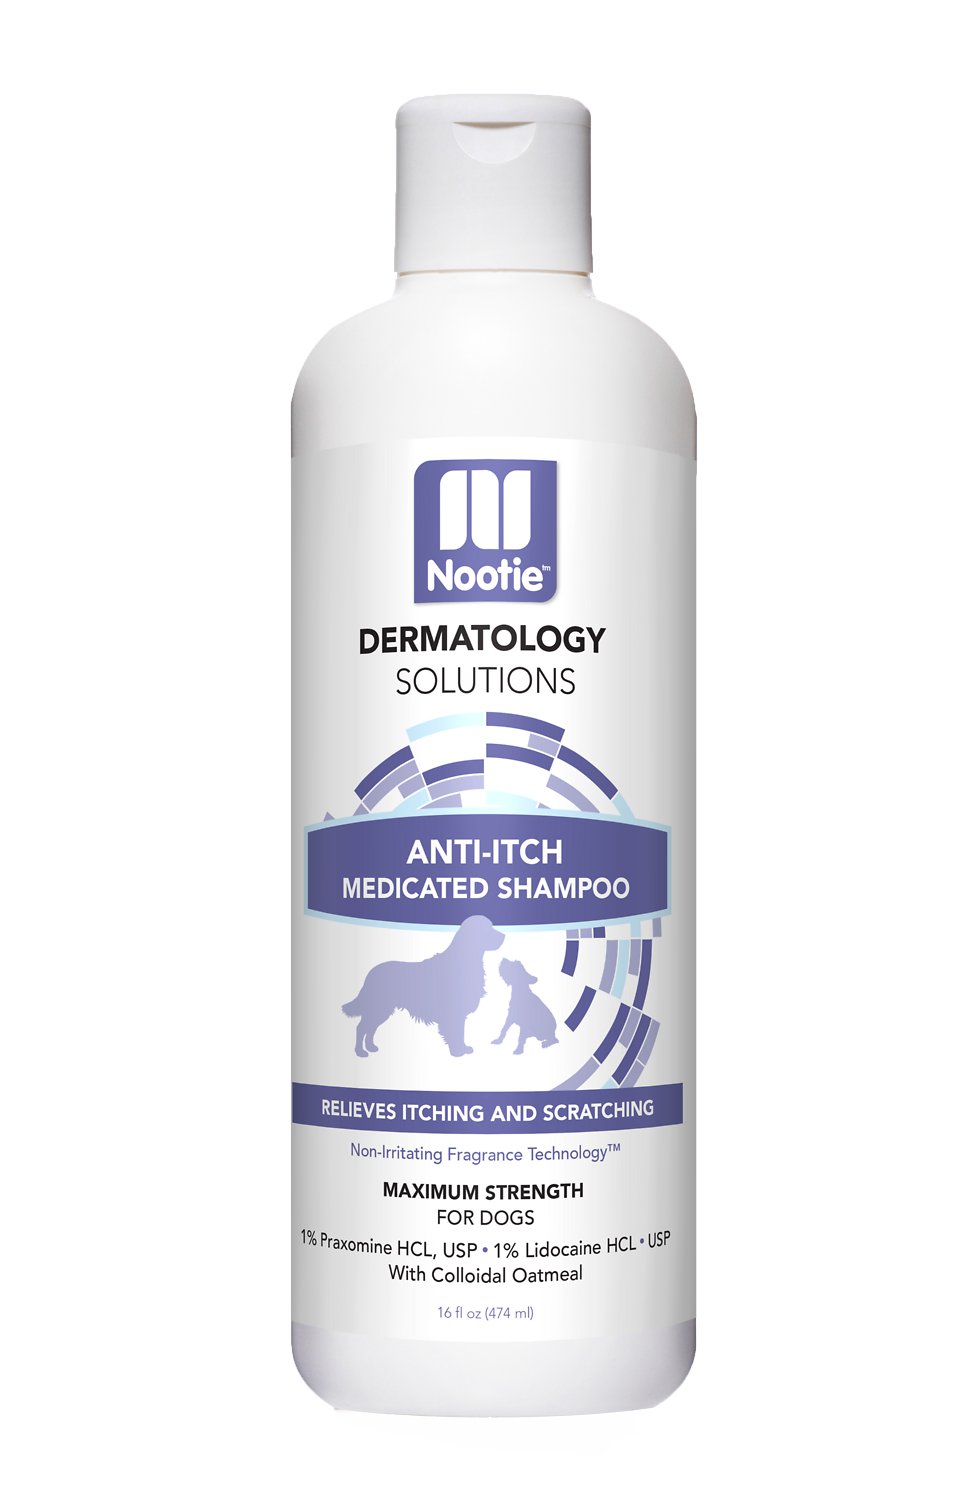 Nootie™
DERMATOLOGY
SOLUTIONS
ANTI-ITCH
MEDICATED SHAMPOO
RELIEVES ITCHING AND SCRATCHING
Non-Irritating Fragrance Technology™
MAXIMUM STRENGTH
FOR DOGS
1% Praxomine HCL, USP • 1% Lidocaine HCL • USP
With Colloidal Oatmeal
16 fl oz (474 ml)